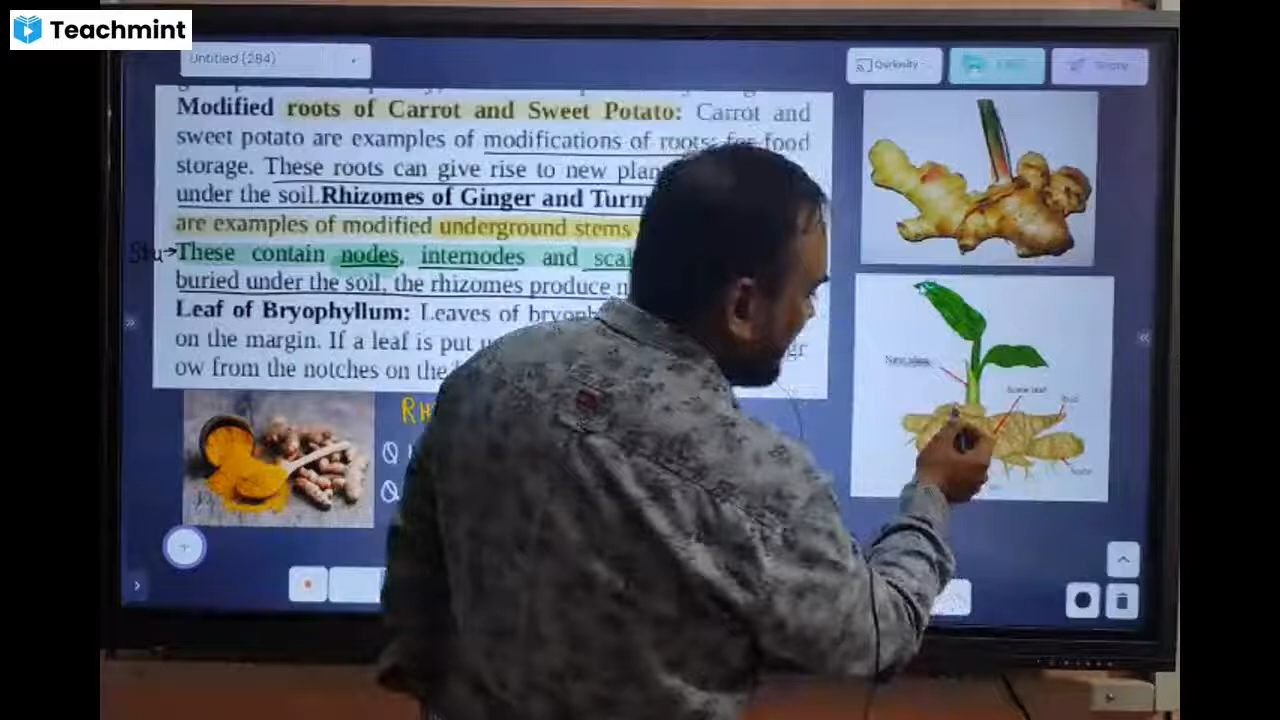 Teachmint
Untitled (284)
Modified roots of Carrot and Sweet Potato: Carrot and
sweet potato are examples of modifications of roots for food
storage. These roots can give rise to new plan
under the soil.Rhizomes of Ginger and Turm
are examples of modified underground stems
These contain nodes, internodes and scal
buried under the soil, the rhizomes produce n
Leaf of Bryophyllum: Leaves of bryoph
on the margin. If a leaf is put u
ow from the notches on the
RH
Scale leaf
Bud